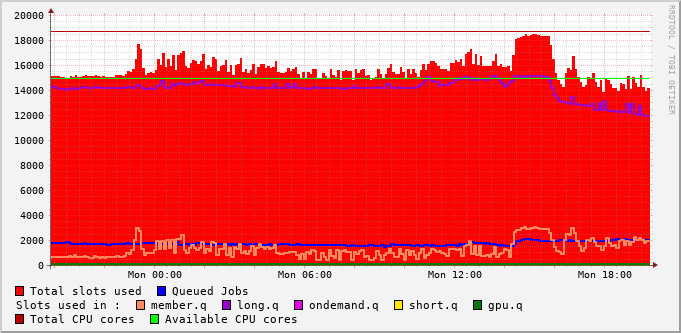 20000
18000
16000
14000
12000
10000
8000
6000
4000
2000
0
Mon 00:00 Mon 06:00 Mon 12:00 Mon 18:00
RRDTOOL / TOBI OETIKER
Total slots used Queued Jobs
Slots used in : member.q long.q ondemand.q short.q gpu.q
Total CPU cores Available CPU cores